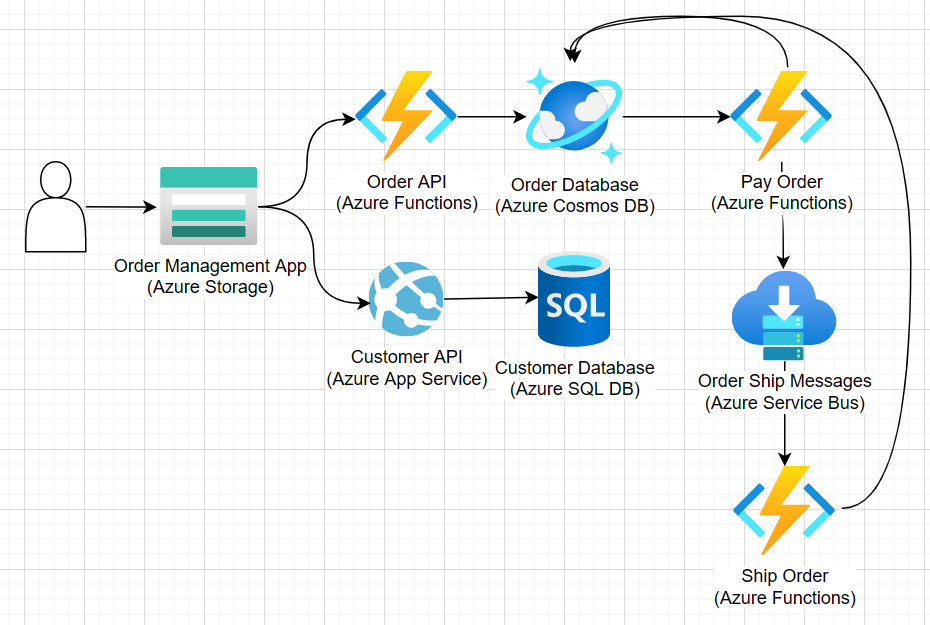 Order API
(Azure Functions)
Order Database
(Azure Cosmos DB)
Pay Order
(Azure Functions)
Order Management App
(Azure Storage)
SQL
Customer API
(Azure App Service)
Customer Database
(Azure SQL DB)
Order Ship Messages
(Azure Service Bus)
Ship Order
(Azure Functions)